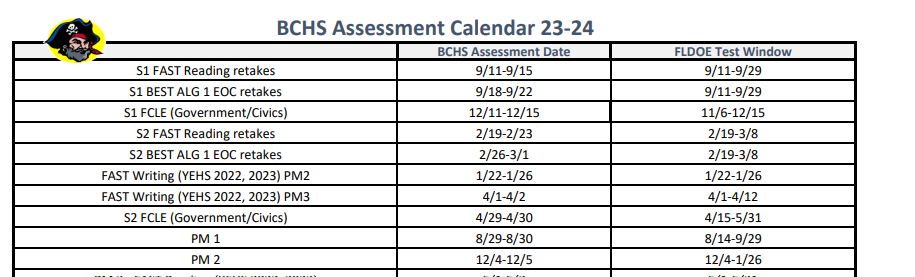 BCHS Assessment Calendar 23-24
BCHS Assessment Date FLDOE Test Window
S1 FAST Reading retakes 9/11-9/15 9/11-9/29
S1 BEST ALG 1 EOC retakes 9/18-9/22 9/11-9/29
S1 FCLE (Government/Civics) 12/11-12/15 11/6-12/15
S2 FAST Reading retakes 2/19-2/23 2/19-3/8
S2 BEST ALG 1 EOC retakes 2/26-3/1 2/19-3/8
FAST Writing (YEHS 2022, 2023) PM2 1/22-1/26 1/22-1/26
FAST Writing (YEHS 2022, 2023) PM3 4/1-4/2 4/1-4/12
S2 FCLE (Government/Civics) 4/29-4/30 4/15-5/31
PM 1 8/29-8/30 8/14-9/29
PM 2 12/4-12/5 12/4-1/26